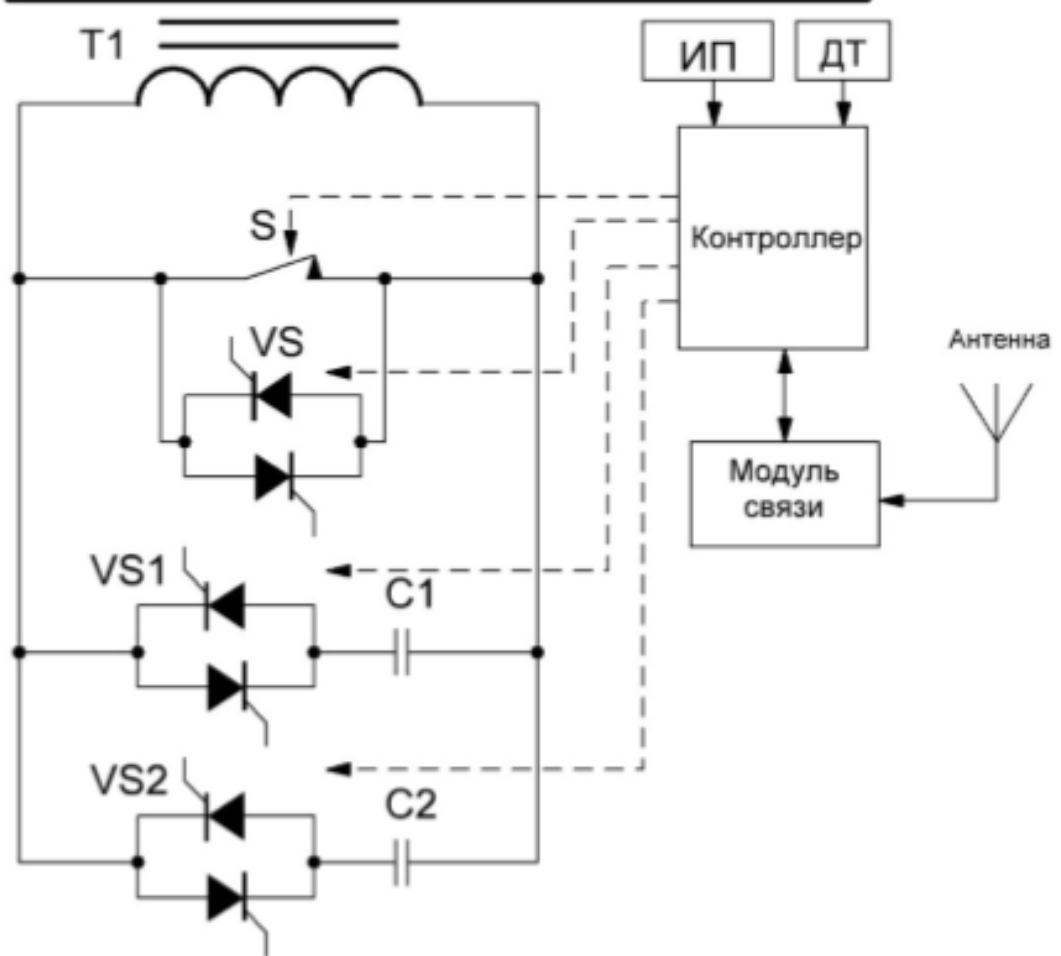 T1
ИП
ДТ
S
Контроллер
VS
Антенна
Модуль
связи
VS1
C1
VS2
C2